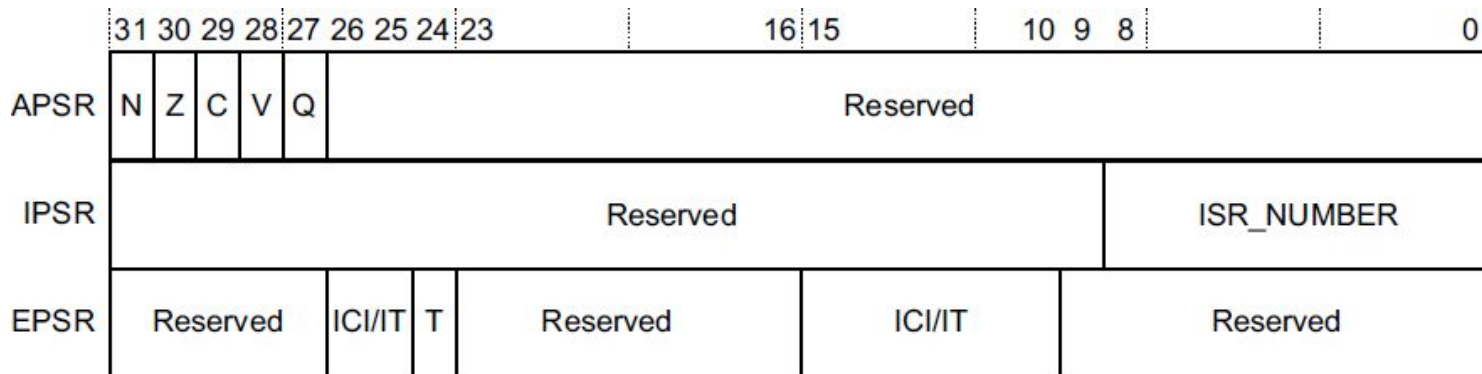 31 30 29 28 27 26 25 24 23 16 15 10 9 8 0
APSR N Z C V Q Reserved
IPSR Reserved ISR_NUMBER
EPSR Reserved ICI/IT T Reserved ICI/IT Reserved